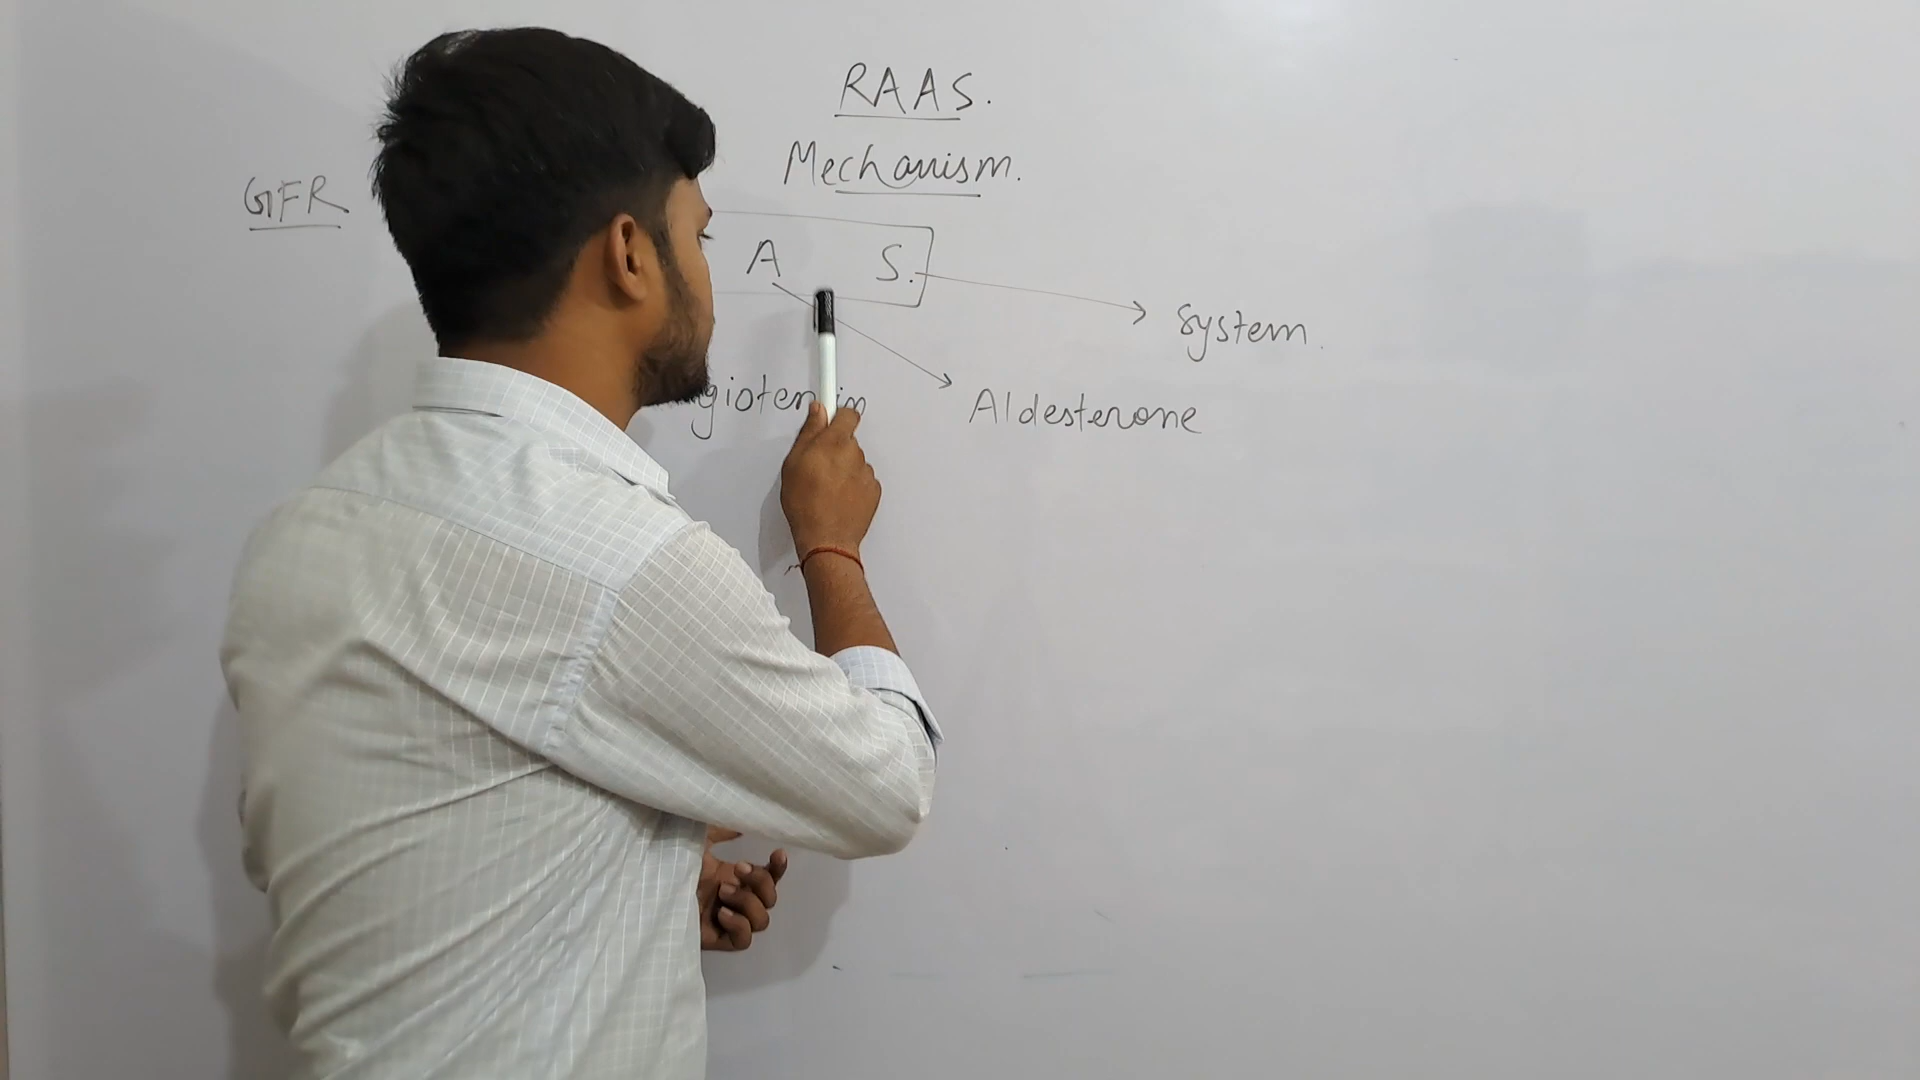 RAAS.
Mechanism.
GFR
A S.
System.
Aldesterone